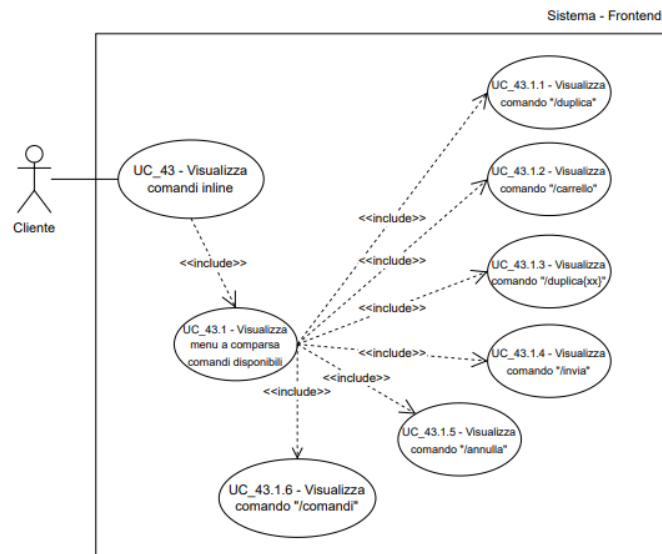 Sistema - Frontend
UC_43.1.1 - Visualizza
comando "/duplica"
UC_43 - Visualizza
comandi inline
Cliente
UC_43.1.2 - Visualizza
comando "/carrello"
<<include>>
<<include>>
<<include>>
UC_43.1.3 - Visualizza
comando "/duplica{xx}"
<<include>>
UC_43.1 - Visualizza
menu a comparsa
comandi disponibili
<<include>>
UC_43.1.4 - Visualizza
comando "/invia"
<<include>>
<<include>>
UC_43.1.5 - Visualizza
comando "/annulla"
UC_43.1.6 - Visualizza
comando "/comandi"